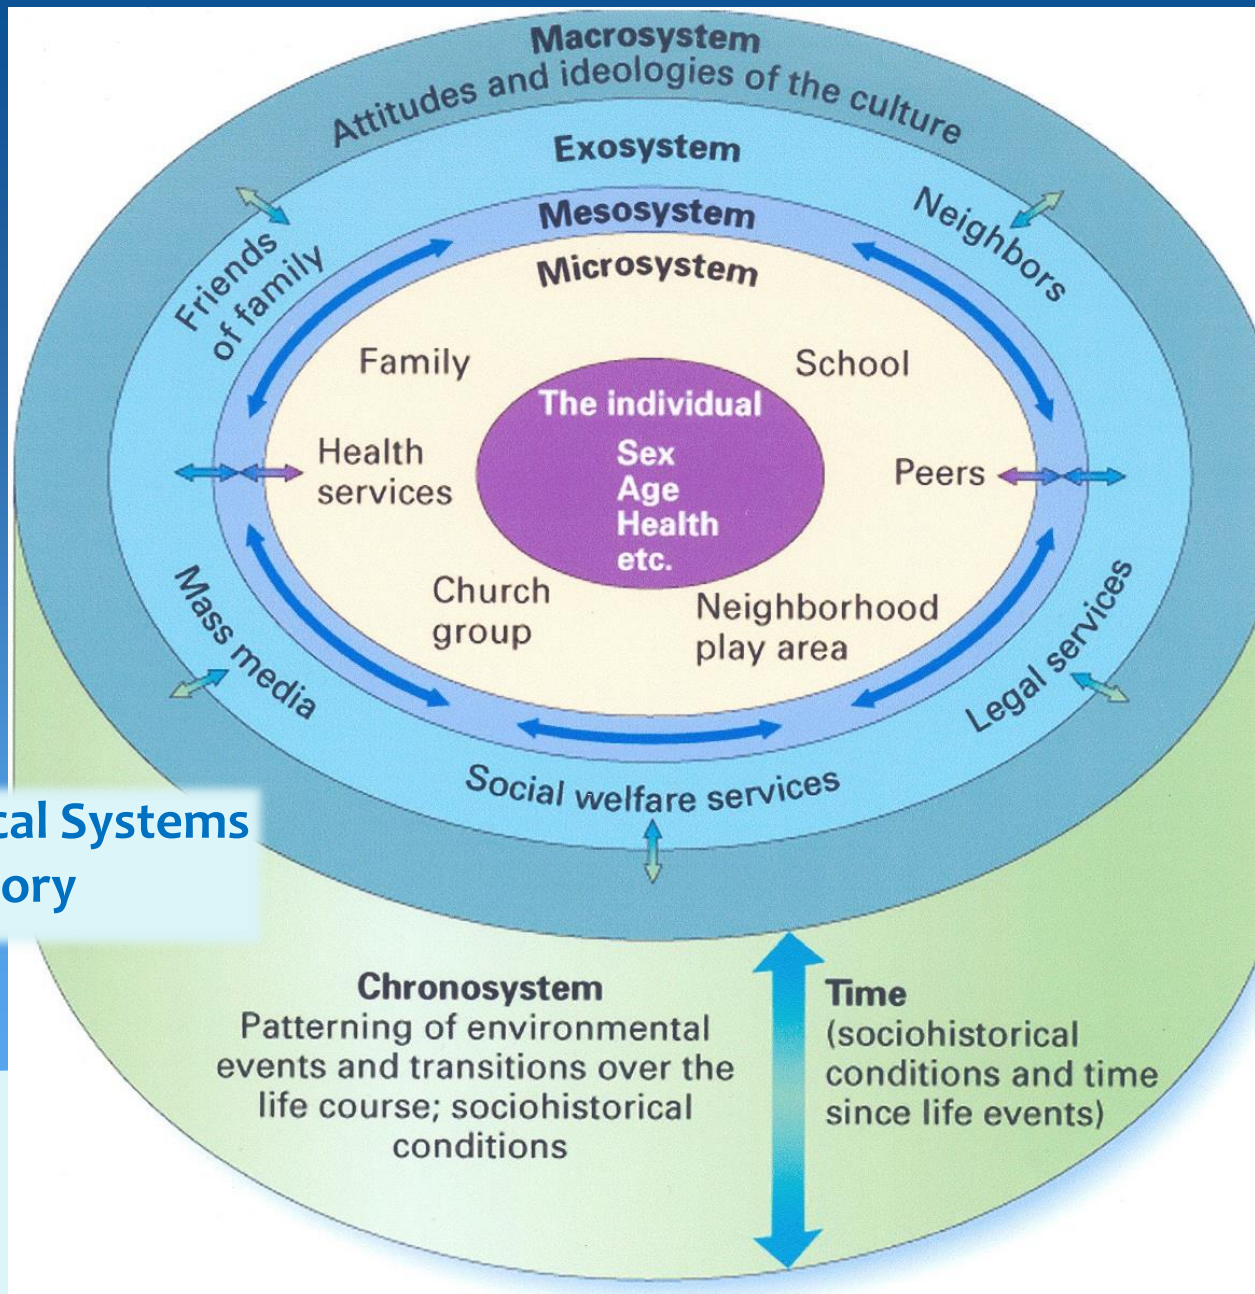 Macrosystem
Attitudes and ideologies of the culture
Exosystem
Mesosystem
Microsystem
Friends
of family
Neighbors
Family
School
The individual
Sex
Age
Health
etc.
Health
services
Peers
Church
group
Neighborhood
play area
Mass media
Legal services
Social welfare services
cal Systems
ory
Chronosystem
Patterning of environmental
events and transitions over the
life course; sociohistorical
conditions
Time
(sociohistorical
conditions and time
since life events)